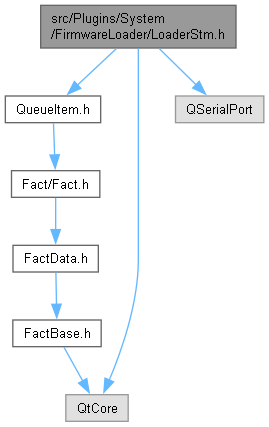 src/Plugins/System
/FirmwareLoader/LoaderStm.h
QueueItem.h
QSerialPort
Fact/Fact.h
FactData.h
FactBase.h
QtCore